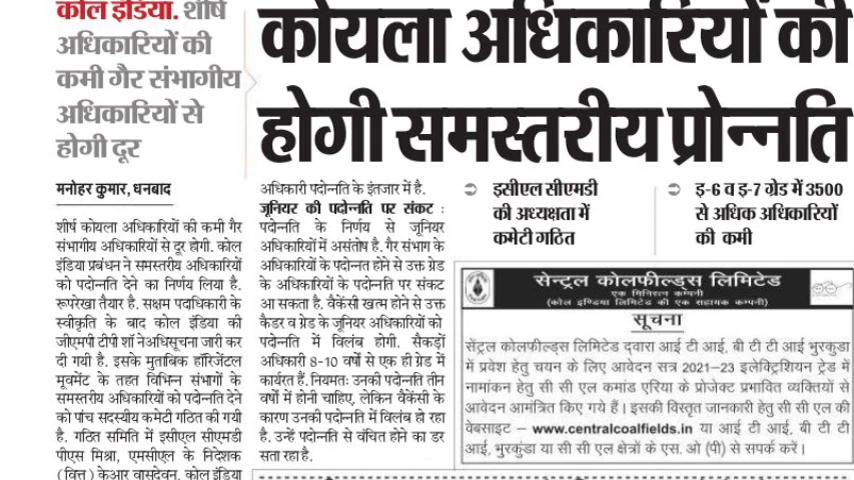 कोल इंडिया. शीर्ष
अधिकारियों की
कमी गैर संभागीय
अधिकारियों से
होगी दूर
कोयला अधिकारियों की
होगी समस्तरीय प्रोन्नति
मनोहर कुमार, धनबाद
शीर्ष कोयला अधिकारियों की कमी गैर
संभागीय अधिकारियों से दूर होगी. कोल
इंडिया प्रबंधन ने समस्तरीय अधिकारियों
को पदोन्नति देने का निर्णय लिया है.
रूपरेखा तैयार है. सक्षम पदाधिकारी के
स्वीकृति के बाद कोल इंडिया की
जीएमपी टीपी शॉ नेअधिसूचना जारी कर
दी गयी है. इसके मुताबिक हॉरिजेंटल
मूवमेंट के तहत विभिन्न संभागों के
समस्तरीय अधिकारियों को पदोन्नति देने
को पांच सदस्यीय कमेटी गठित की गयी
है. गठित समिति में इसीएल सीएमडी
पीएस मिश्रा, एमसीएल के निदेशक
(वित्त) केआर वासुदेवन, कोल इंडिया
अधिकारी पदोन्नति के इंतजार में है.
जूनियर की पदोन्नति पर संकट :
पदोन्नति के निर्णय से जूनियर
अधिकारियों में असंतोष है. गैर संभाग के
अधिकारियों के पदोन्नत होने से उक्त ग्रेड
के अधिकारियों के पदोन्नति पर संकट
आ सकता है. वैकेंसी खत्म होने से उक्त
कैडर व ग्रेड के जूनियर अधिकारियों को
पदोन्नति में विलंब होगी. सैकड़ों
अधिकारी 8-10 वर्षों से एक ही ग्रेड में
कार्यरत हैं. नियमतः उनकी पदोन्नति तीन
वर्षों में होनी चाहिए, लेकिन वैकेंसी के
कारण उनकी पदोन्नति में विलंब हो रहा
है. उन्हें पदोन्नति से वंचित होने का डर
सता रहा है.
इसीएल सीएमडी
की अध्यक्षता में
कमेटी गठित
इ-6 व इ-7 ग्रेड में 3500
से अधिक अधिकारियों
की कमी
सेन्ट्रल कोलफील्ड्स लिमिटेड
एक मिनिरत्न कम्पनी
(कोल इण्डिया लिमिटेड की एक सहायक कम्पनी)
सूचना
सेंट्रल कोलफील्ड्स लिमिटेड द्वारा आई टी आई, बी टी टी आई भुरकुंडा
में प्रवेश हेतु चयन के लिए आवेदन सत्र 2021–23 इलेक्ट्रिशियन ट्रेड में
नामांकन हेतु सी सी एल कमांड एरिया के प्रोजेक्ट प्रभावित व्यक्तियों से
आवेदन आमंत्रित किए गये हैं। इसकी विस्तृत जानकारी हेतु सी सी एल की
वेबसाइट – www.centralcoalfields.in या आई टी आई, बी टी टी
आई, भुरकुंडा या सी सी एल क्षेत्रों के एस. ओ (पी) से सपर्क करें।